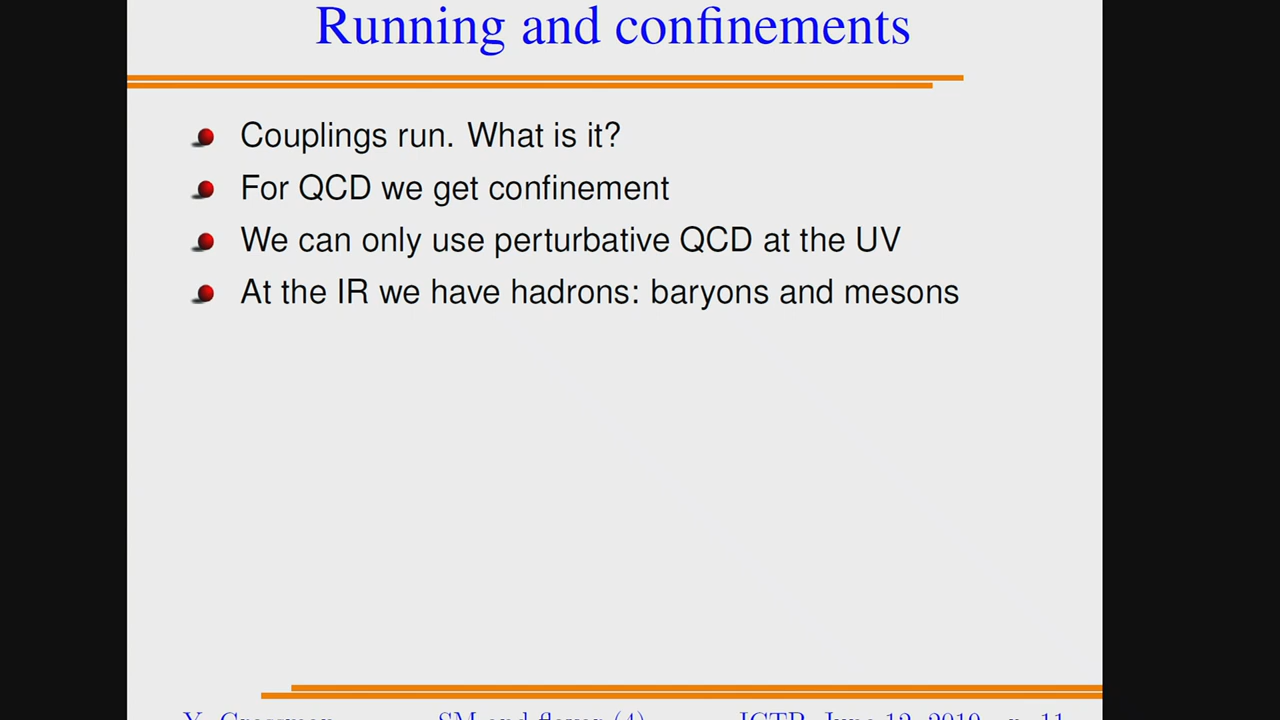 Running and confinements
Couplings run. What is it?
For QCD we get confinement
We can only use perturbative QCD at the UV
At the IR we have hadrons: baryons and mesons
Y. Grossman SM and flavor (4) ICTP, June 12, 2019 p. 11